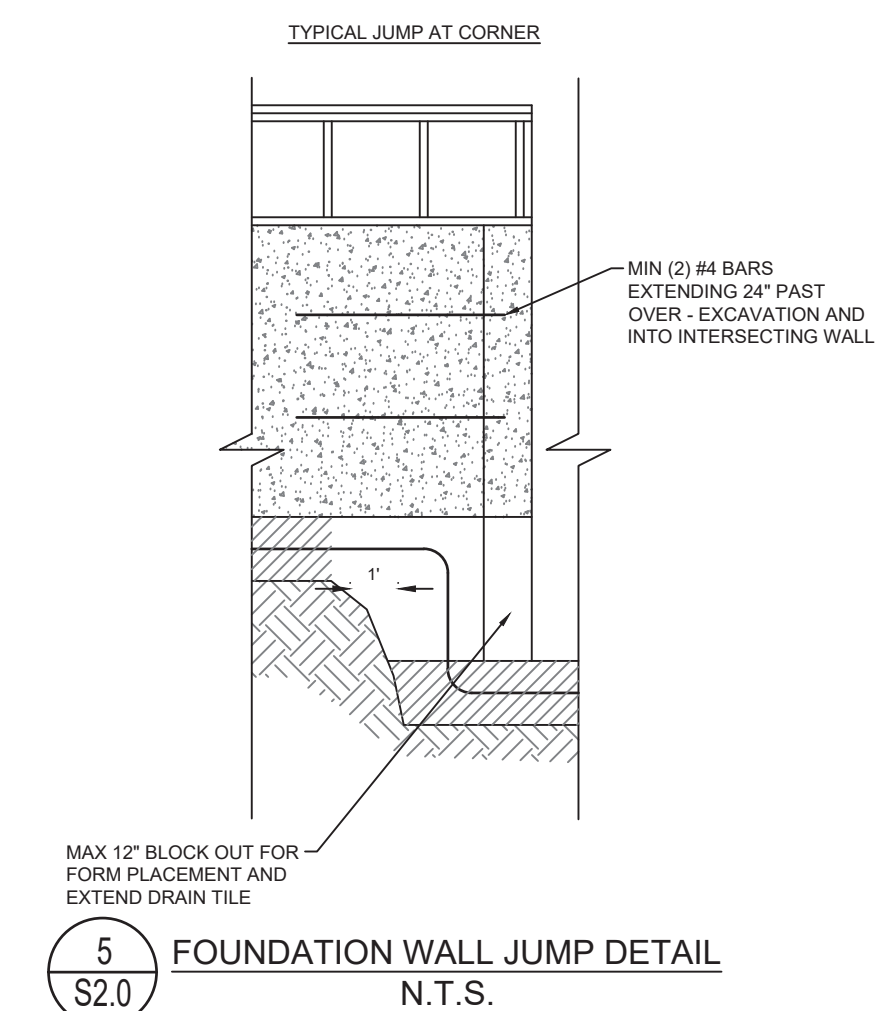 TYPICAL JUMP AT CORNER
MIN (2) #4 BARS
EXTENDING 24" PAST
OVER - EXCAVATION AND
INTO INTERSECTING WALL
1'
MAX 12" BLOCK OUT FOR
FORM PLACEMENT AND
EXTEND DRAIN TILE
5
S2.0
FOUNDATION WALL JUMP DETAIL
N.T.S.